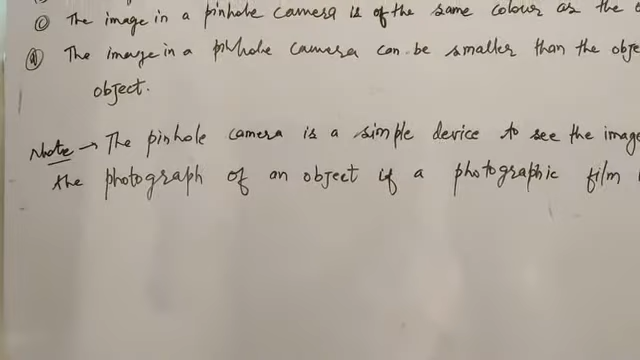 (c) The image in a pinhole camera is of the same colour as the
(d) The image in a pinhole camera can be smaller than the obje
object.
Note → The pinhole camera is a simple device to see the image
the photograph of an object if a photographic film